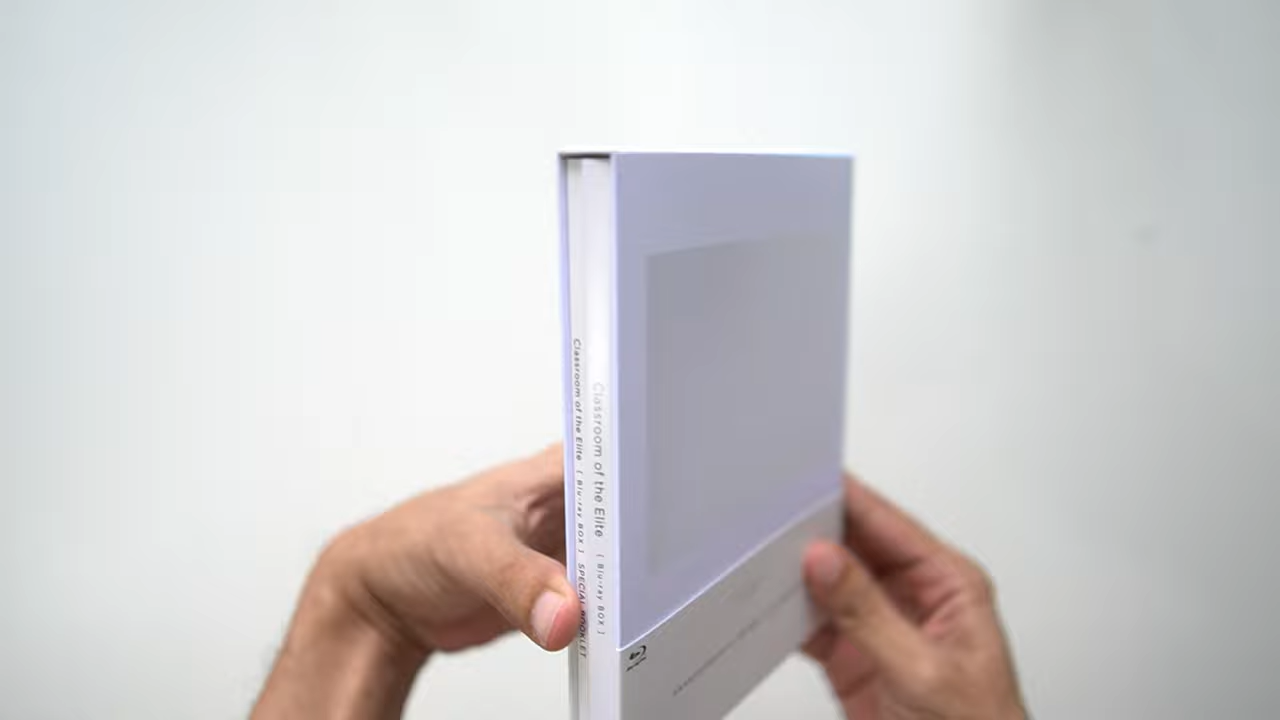 Classroom of the Elite [ Blu-ray BOX ] SPECIAL BOOKLET
Classroom of the Elite [ Blu-ray BOX ]